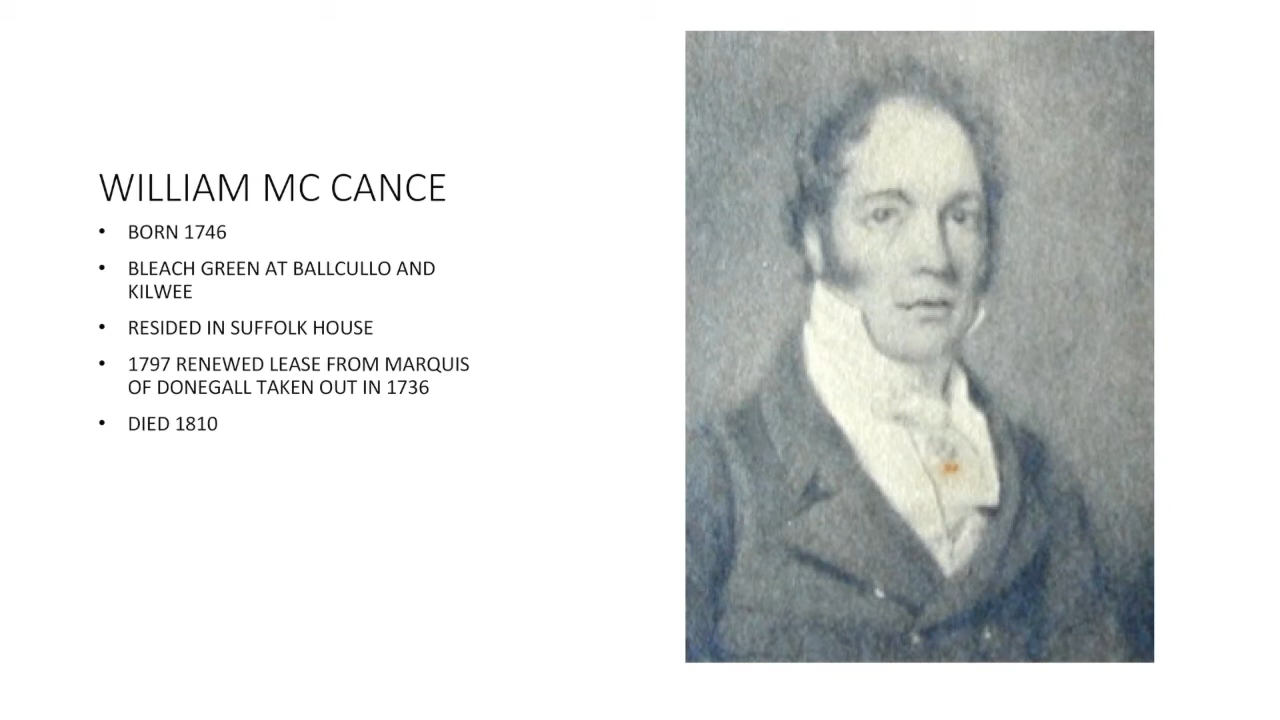 WILLIAM MC CANCE
• BORN 1746
• BLEACH GREEN AT BALLCULLO AND
KILWEE
• RESIDED IN SUFFOLK HOUSE
• 1797 RENEWED LEASE FROM MARQUIS
OF DONEGALL TAKEN OUT IN 1736
• DIED 1810